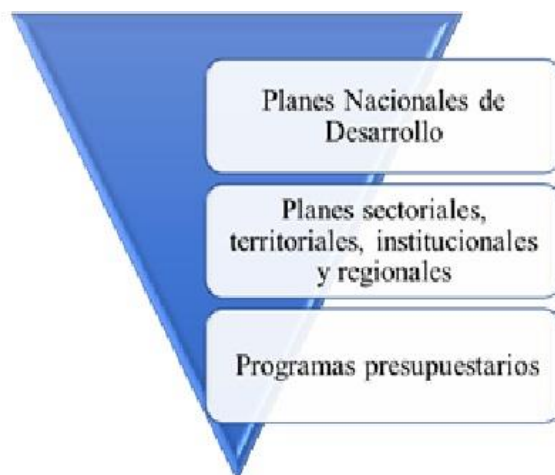 Planes Nacionales de
Desarrollo
Planes sectoriales,
territoriales, institucionales
y regionales
Programas presupuestarios